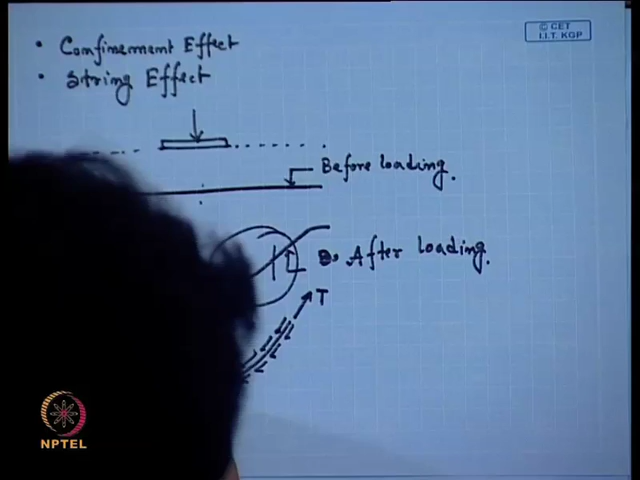 © CET
I.I.T. KGP
• Confinement Effect
• String Effect
Before loading.
After loading.
T
NPTEL